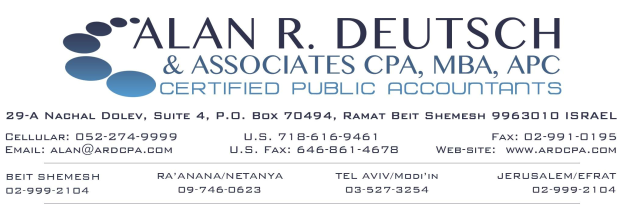 ALAN R. DEUTSCH
& ASSOCIATES CPA, MBA, APC
CERTIFIED PUBLIC ACCOUNTANTS
29-A Nachal Dolev, Suite 4, P.O. Box 70494, Ramat Beit Shemesh 9963010 ISRAEL
Cellular: 052-274-9999 U.S. 718-616-9461 Fax: 02-991-0195
Email: alan@ardcpa.com U.S. Fax: 646-861-4678 Web-site: www.ardcpa.com
BEIT SHEMESH RA'ANANA/NETANYA TEL AVIV/Modi'in JERUSALEM/EFRAT
02-999-2104 09-746-0623 03-527-3254 02-999-2104